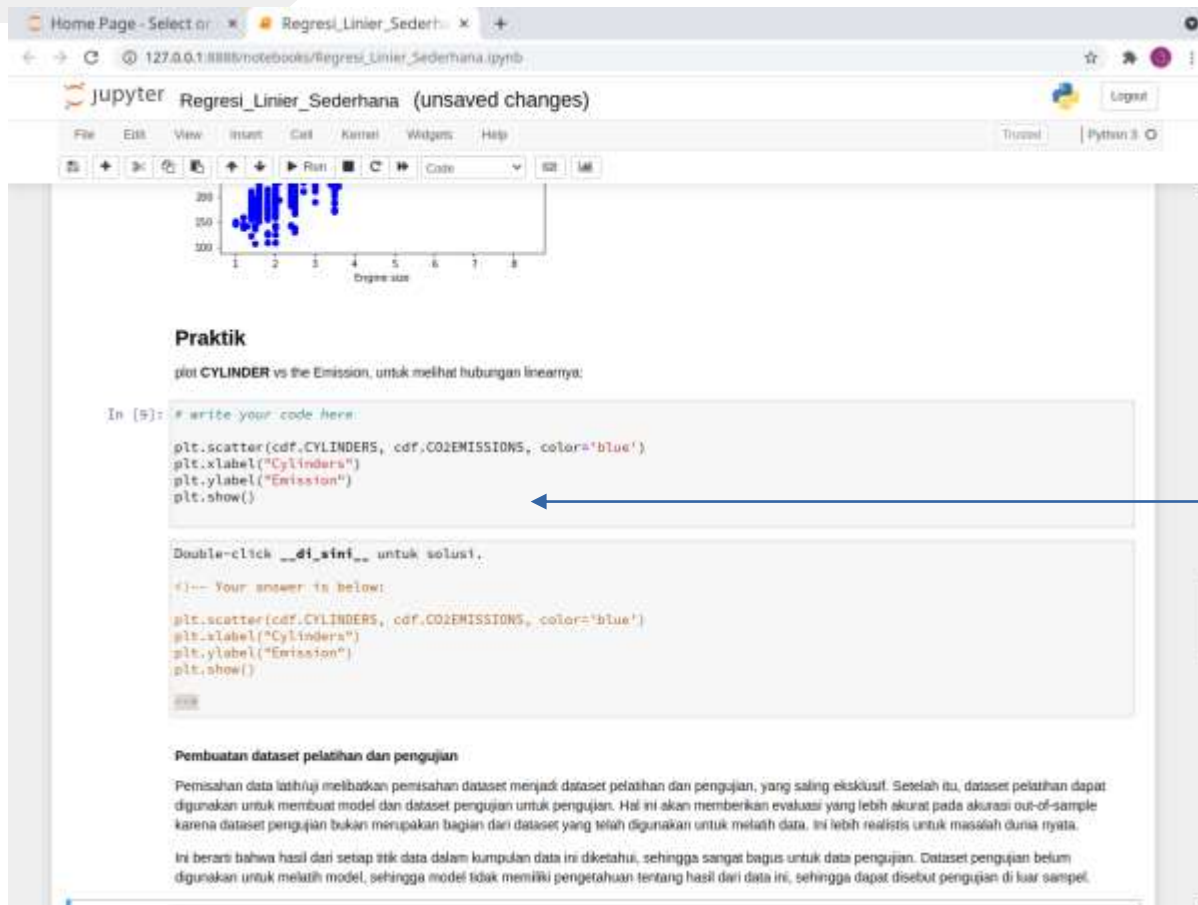 Home Page - Select or
Regresi_Linier_Sederh
127.0.0.1:8888/notebooks/Regresi_Linier_Sederhana.ipynb
jupyter Regresi_Linier_Sederhana (unsaved changes)
Logout
File Edit View Insert Cell Kernel Widgets Help
Trusted
Python 3
Run
Code
200
150
100
1 2 3 4 5 6 7 8
Engine size
Praktik
plot CYLINDER vs the Emission, untuk melihat hubungan linearnya:
In [9]: # write your code here
plt.scatter(cdf.CYLINDERS, cdf.CO2EMISSIONS, color='blue')
plt.xlabel("Cylinders")
plt.ylabel("Emission")
plt.show()
Double-click __di_sini__ untuk solusi.
<!-- Your answer is below:
plt.scatter(cdf.CYLINDERS, cdf.CO2EMISSIONS, color='blue')
plt.xlabel("Cylinders")
plt.ylabel("Emission")
plt.show()
-->
Pembuatan dataset pelatihan dan pengujian
Pemisahan data latih/uji melibatkan pemisahan dataset menjadi dataset pelatihan dan pengujian, yang saling eksklusif. Setelah itu, dataset pelatihan dapat
digunakan untuk membuat model dan dataset pengujian untuk pengujian. Hal ini akan memberikan evaluasi yang lebih akurat pada akurasi out-of-sample
karena dataset pengujian bukan merupakan bagian dari dataset yang telah digunakan untuk melatih data. Ini lebih realistis untuk masalah dunia nyata.
Ini berarti bahwa hasil dari setiap titik data dalam kumpulan data ini diketahui, sehingga sangat bagus untuk data pengujian. Dataset pengujian belum
digunakan untuk melatih model, sehingga model tidak memiliki pengetahuan tentang hasil dari data ini, sehingga dapat disebut pengujian di luar sampel.